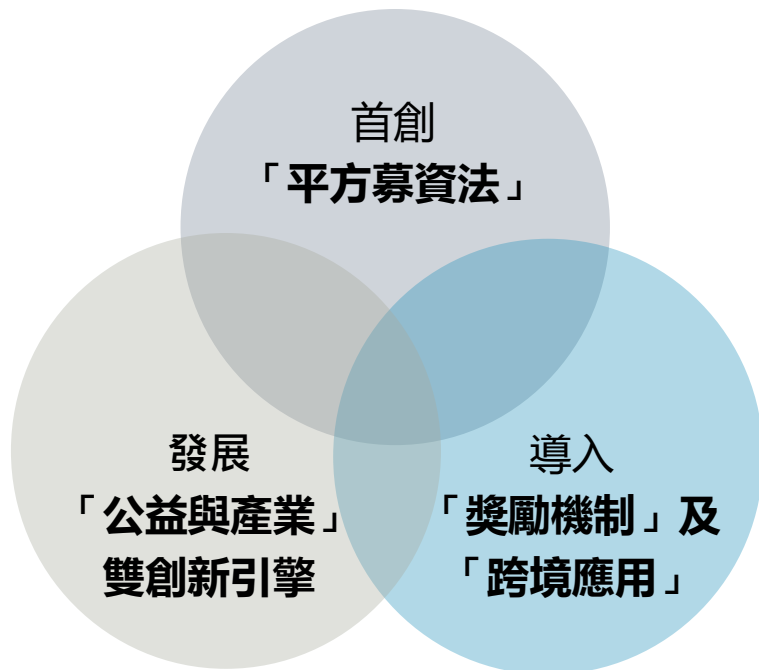 首創
「平方募資法」
發展
「公益與產業」
雙創新引擎
導入
「獎勵機制」及
「跨境應用」